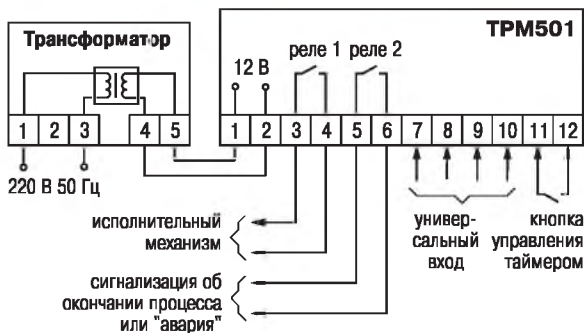 ТРМ501
Трансформатор
реле 1 реле 2
12 В
1 2 3 4 5
1 2 3 4 5 6 7 8 9 10 11 12
220 В 50 Гц
исполнительный
механизм
универ-
сальный
вход
кнопка
управления
таймером
сигнализация об
окончании процесса
или "авария"